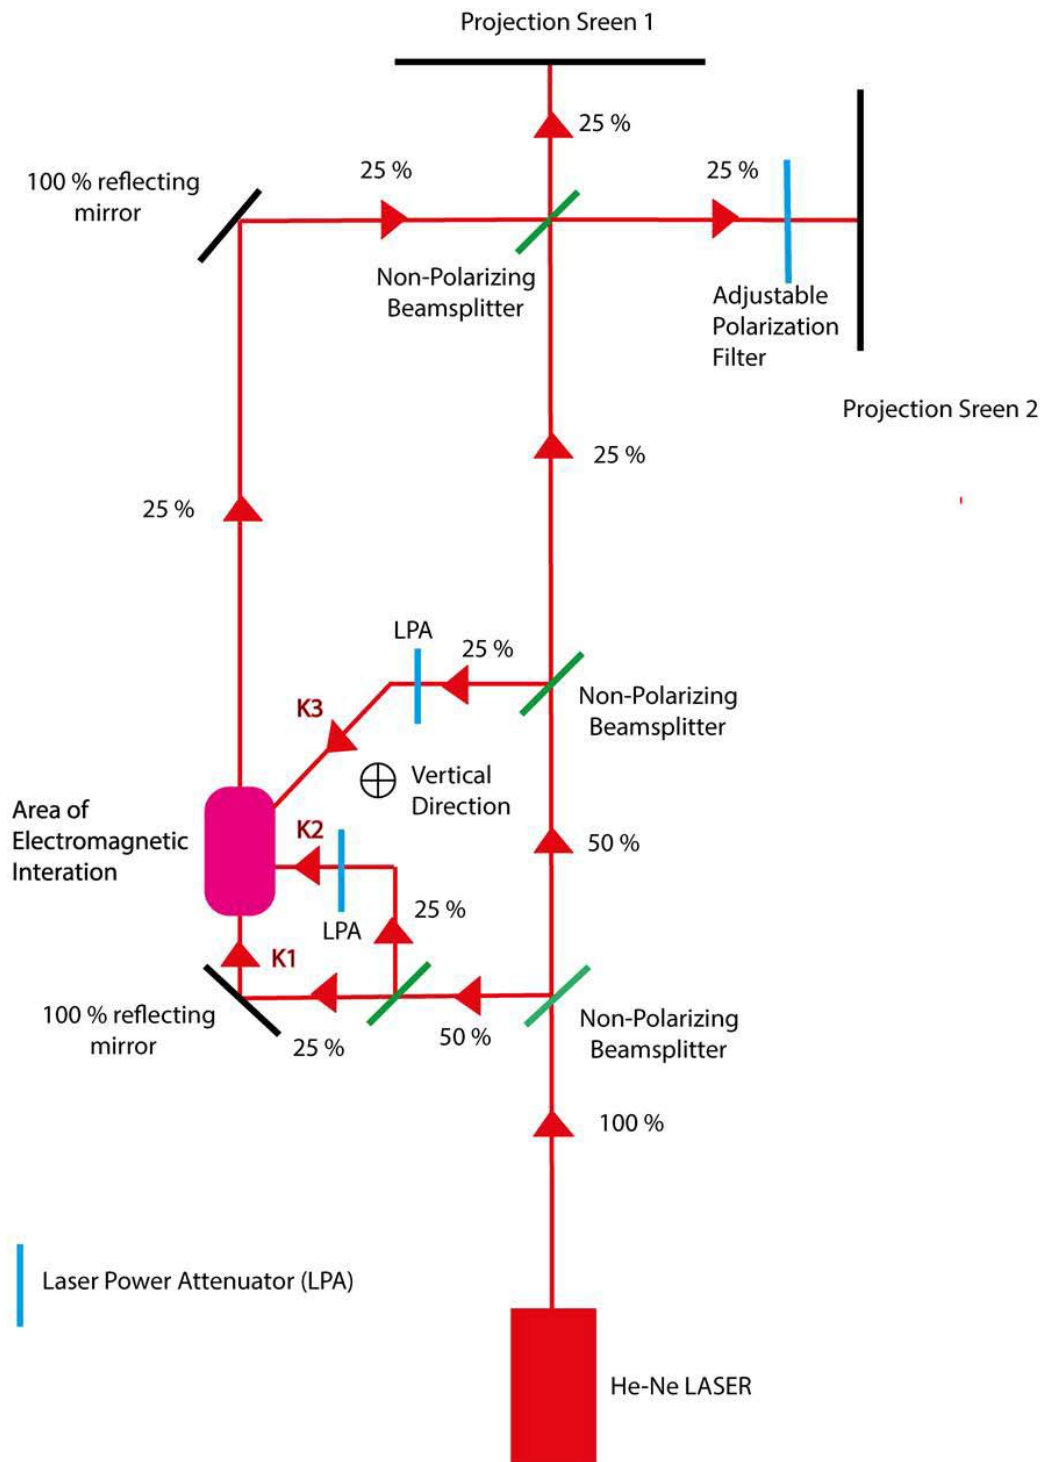 Projection Sreen 1
25 %
100 % reflecting
mirror
25 %
25 %
Non-Polarizing
Beamsplitter
Adjustable
Polarization
Filter
Projection Sreen 2
25 %
25 %
LPA
25 %
K3
Non-Polarizing
Beamsplitter
Vertical
Direction
Area of
Electromagnetic
Interation
K2
50 %
25 %
LPA
K1
100 % reflecting
mirror
25 %
50 %
Non-Polarizing
Beamsplitter
100 %
Laser Power Attenuator (LPA)
He-Ne LASER